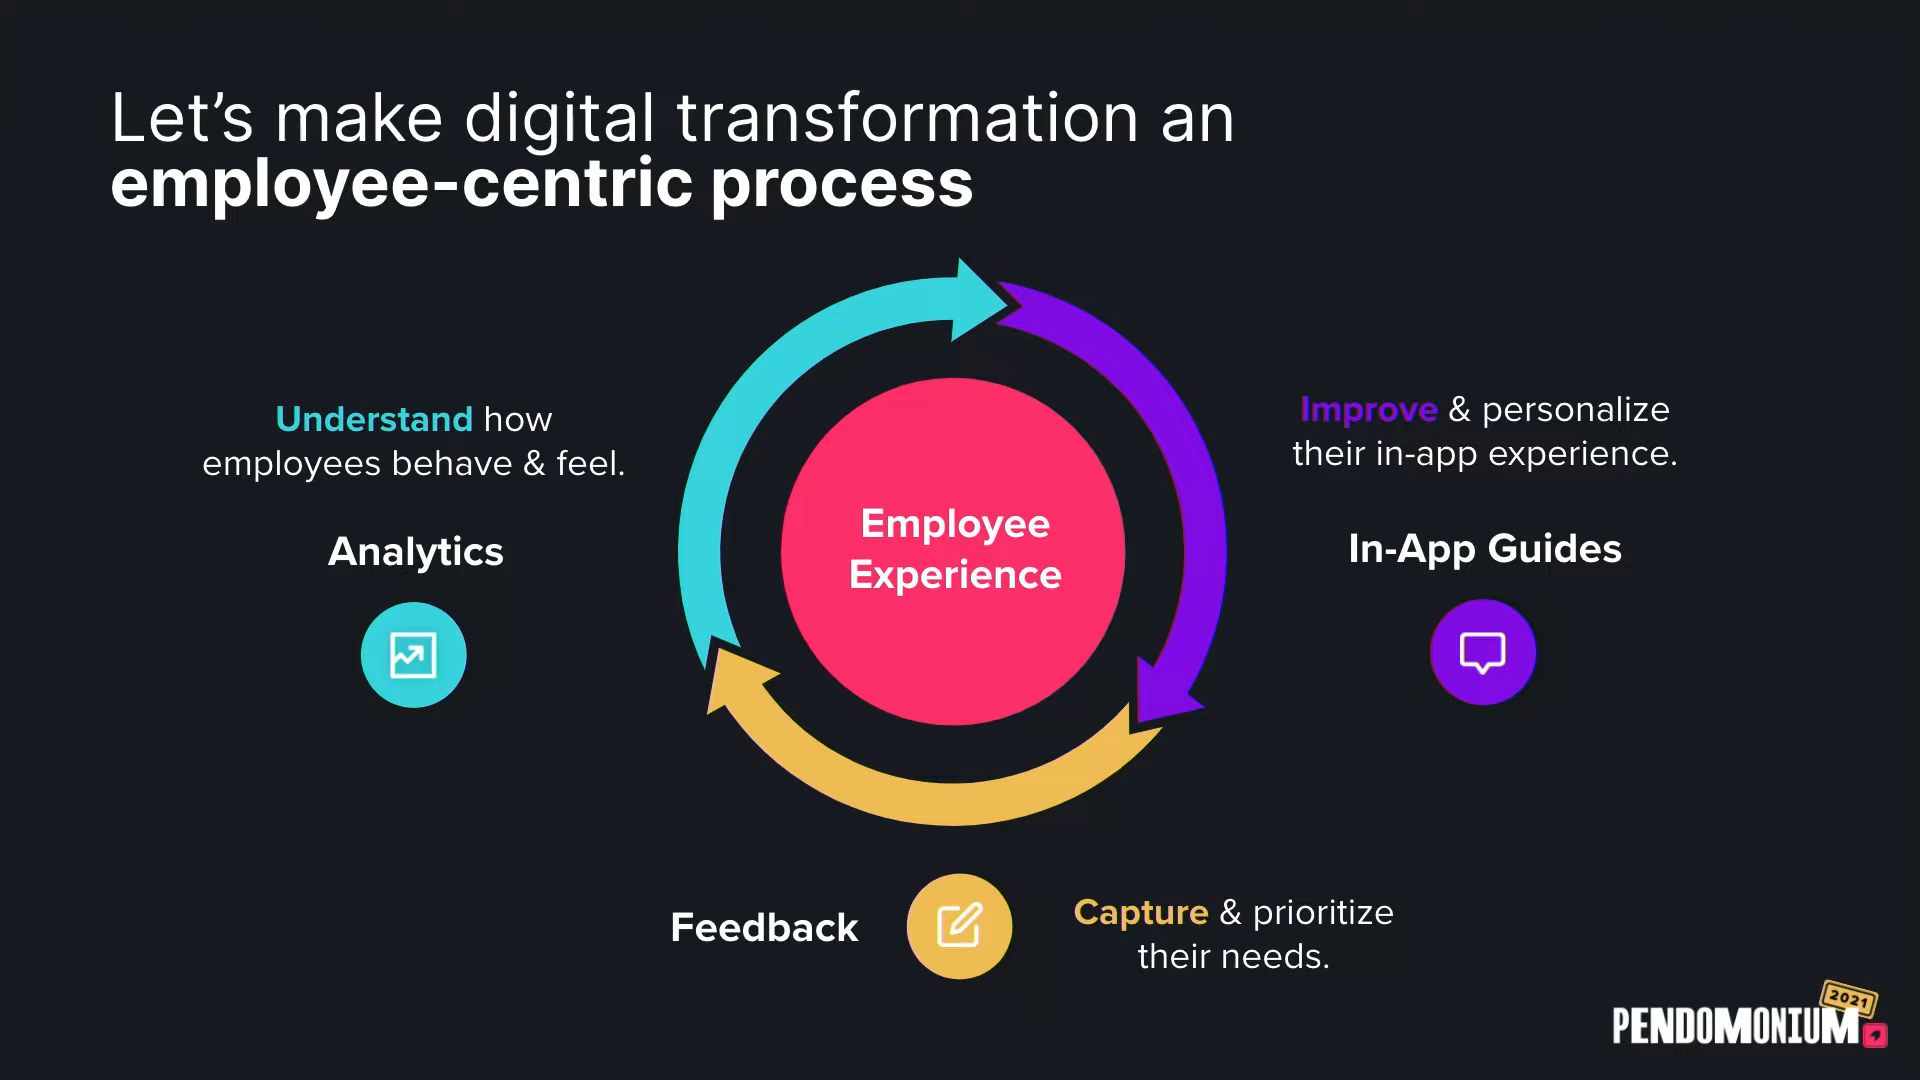 Let's make digital transformation an
employee-centric process
Understand how
employees behave & feel.
Analytics
Employee
Experience
Improve & personalize
their in-app experience.
In-App Guides
Feedback
Capture & prioritize
their needs.
2021
PENDOMONIUM